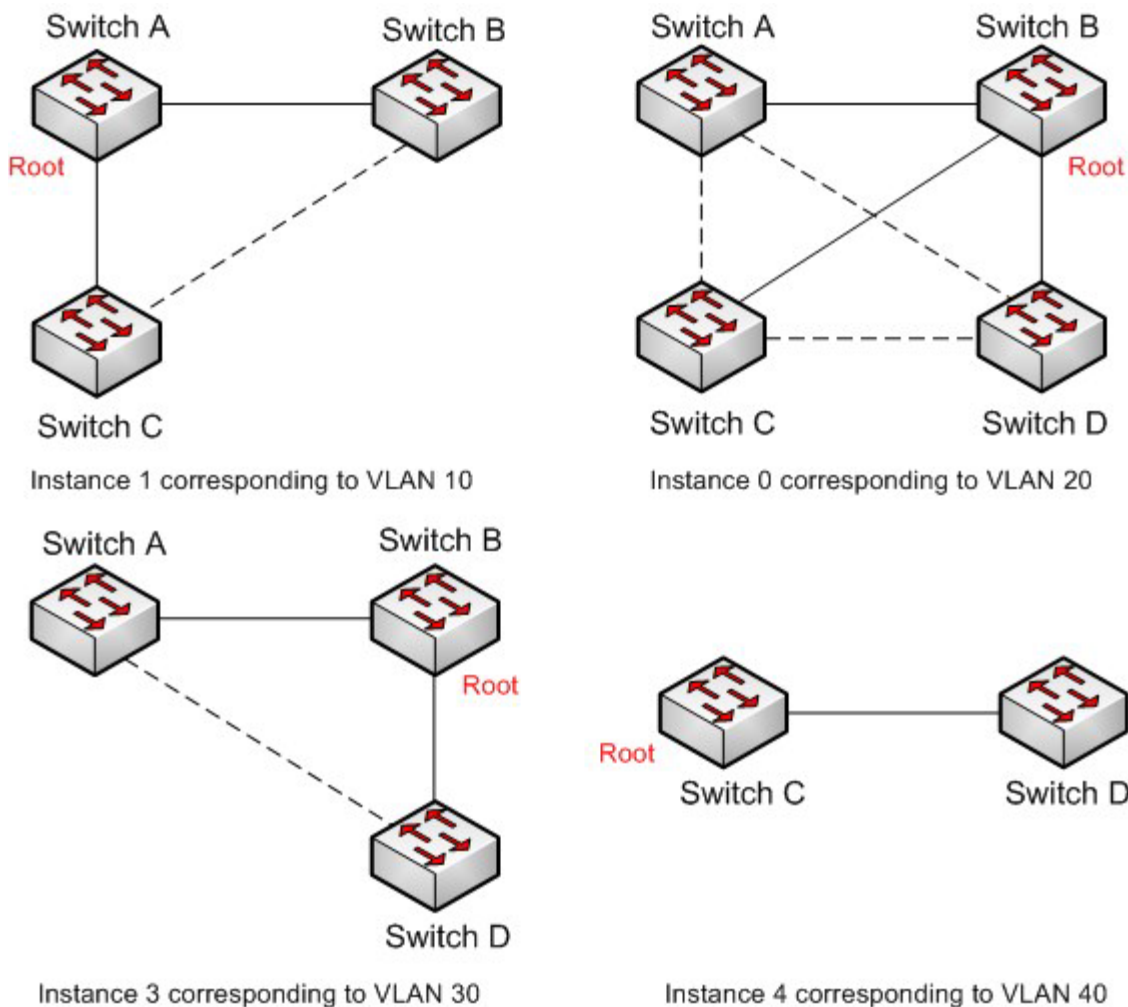 Switch A
Switch B
Root
Switch C
Instance 1 corresponding to VLAN 10
Switch A
Switch B
Root
Switch C
Switch D
Instance 0 corresponding to VLAN 20
Switch A
Switch B
Root
Switch D
Instance 3 corresponding to VLAN 30
Root
Switch C
Switch D
Instance 4 corresponding to VLAN 40